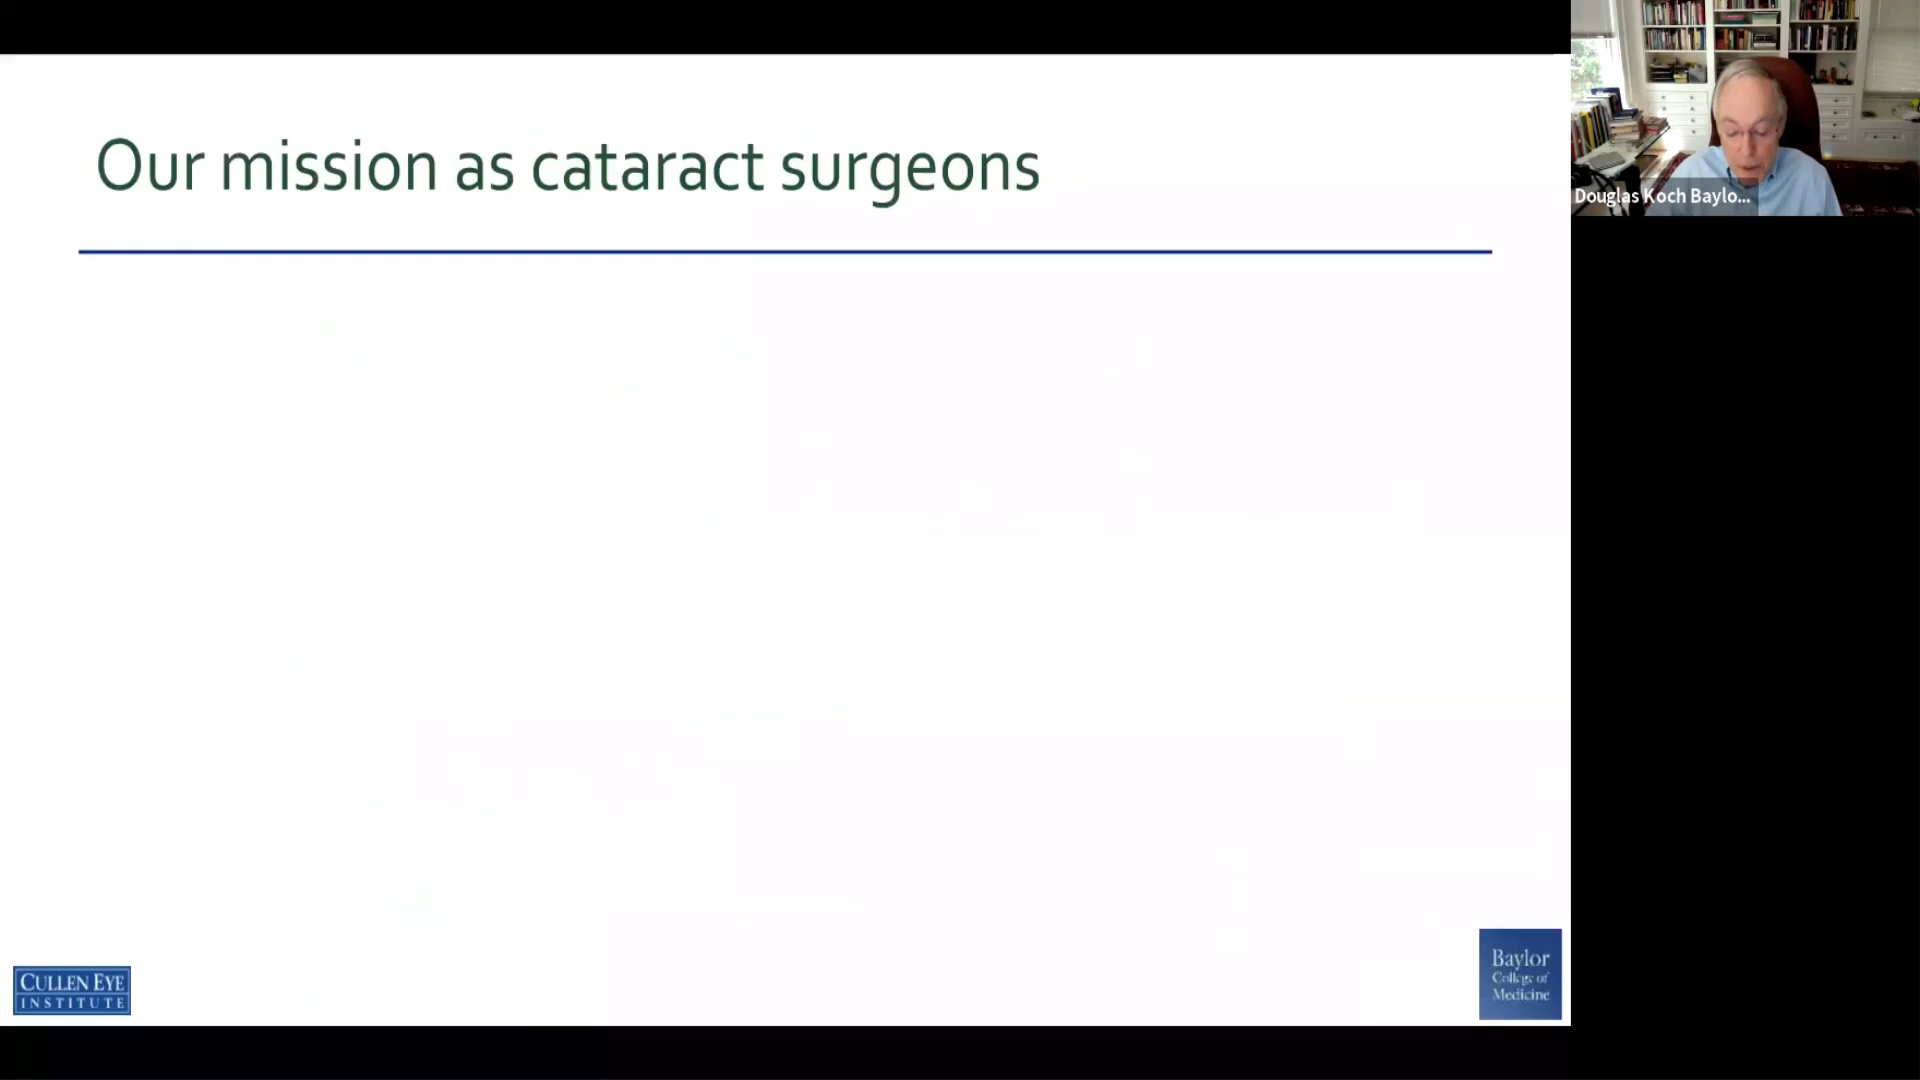 Our mission as cataract surgeons
Douglas Koch Baylo...
CULLEN EYE
INSTITUTE
Baylor
College of
Medicine